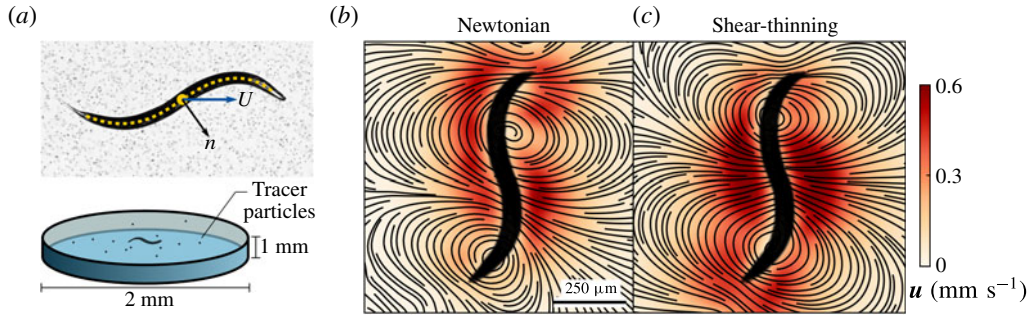 (a)
U
n
Tracer
particles
1 mm
2 mm
(b)
Newtonian
250 μm
(c)
Shear-thinning
0.6
0.3
0
u (mm s⁻¹)